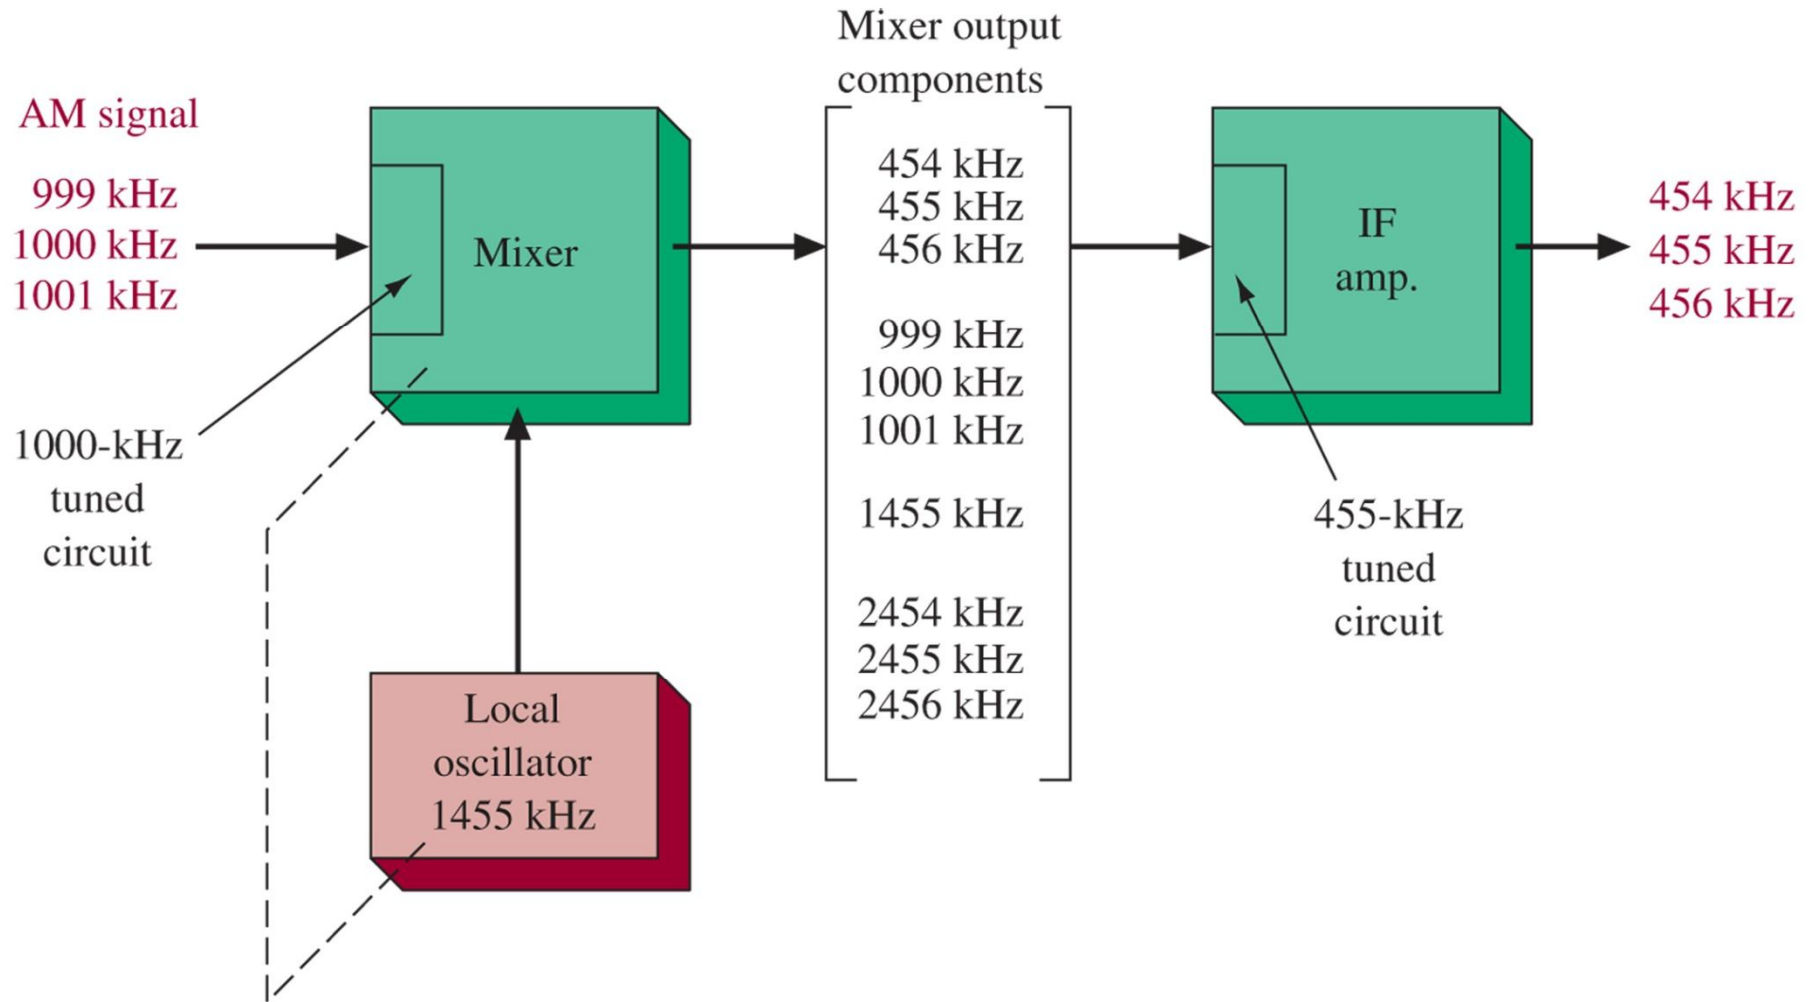 AM signal
999 kHz
1000 kHz
1001 kHz
1000-kHz
tuned
circuit
Mixer
Local
oscillator
1455 kHz
Mixer output
components
454 kHz
455 kHz
456 kHz
999 kHz
1000 kHz
1001 kHz
1455 kHz
2454 kHz
2455 kHz
2456 kHz
IF
amp.
455-kHz
tuned
circuit
454 kHz
455 kHz
456 kHz